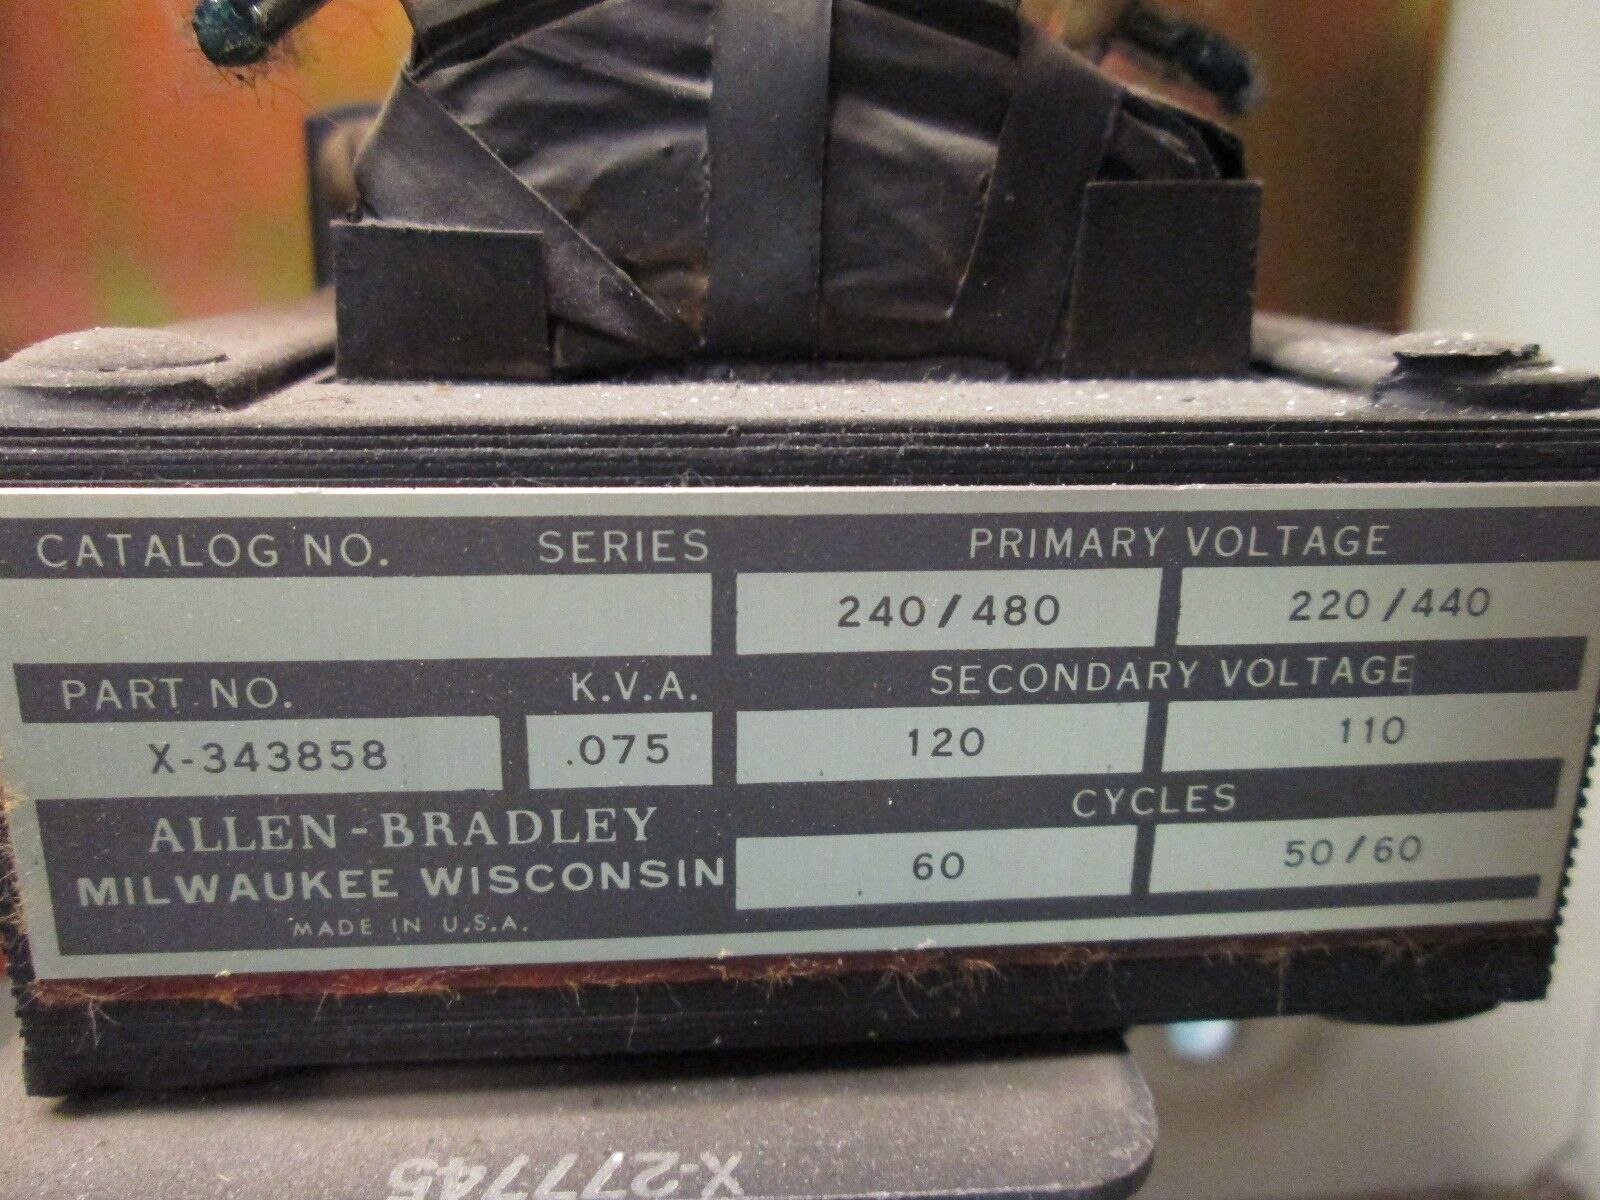 CATALOG NO. SERIES PRIMARY VOLTAGE
240/480 220/440
PART NO. K.V.A. SECONDARY VOLTAGE
X-343858 .075 120 110
ALLEN-BRADLEY CYCLES
MILWAUKEE WISCONSIN 60 50/60
MADE IN U.S.A.
X-277745